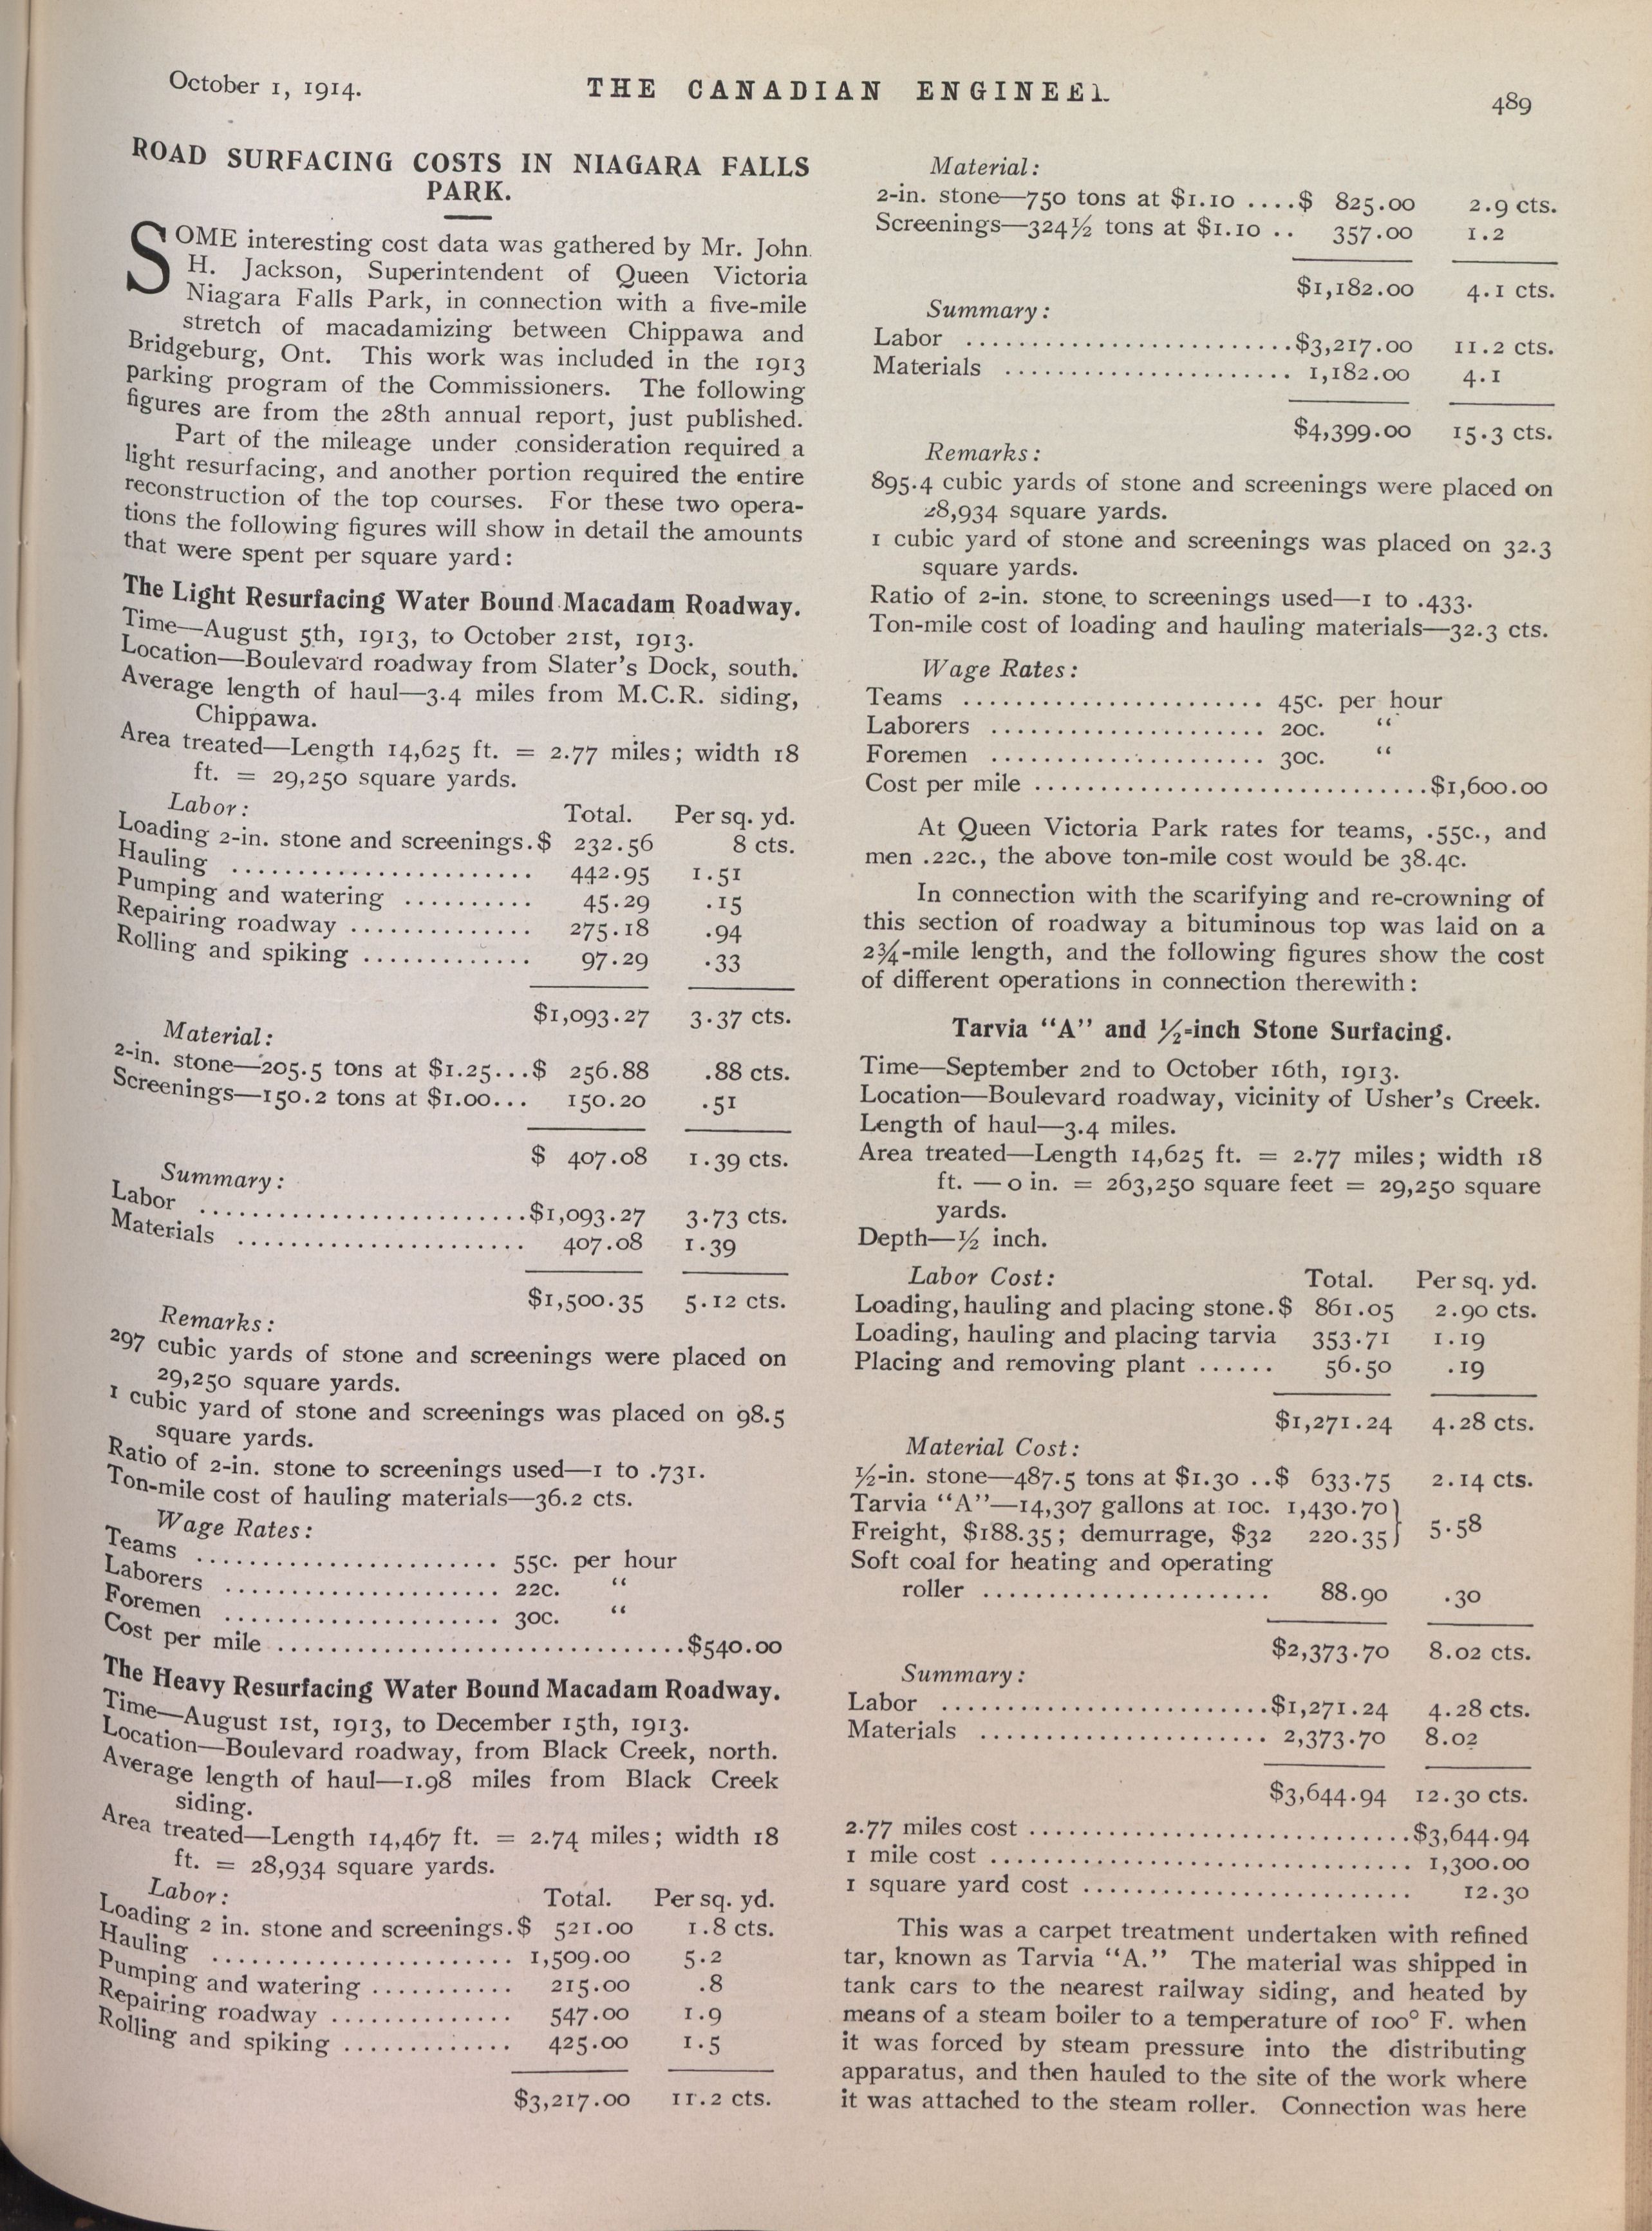 October 1, 1914.
THE CANADIAN ENGINEER
489
ROAD SURFACING COSTS IN NIAGARA FALLS
PARK.
SOME interesting cost data was gathered by Mr. John
H. Jackson, Superintendent of Queen Victoria
Niagara Falls Park, in connection with a five-mile
stretch of macadamizing between Chippawa and
Bridgeburg, Ont. This work was included in the 1913
parking program of the Commissioners. The following
figures are from the 28th annual report, just published.
Part of the mileage under consideration required a
light resurfacing, and another portion required the entire
reconstruction of the top courses. For these two opera-
tions the following figures will show in detail the amounts
that were spent per square yard:
The Light Resurfacing Water Bound Macadam Roadway.
Time—August 5th, 1913, to October 21st, 1913.
Location—Boulevard roadway from Slater's Dock, south.
Average length of haul—3.4 miles from M.C.R. siding,
Chippawa.
Area treated—Length 14,625 ft. = 2.77 miles; width 18
ft. = 29,250 square yards.
Labor: Total. Per sq. yd.
Loading 2-in. stone and screenings.$ 232.56 8 cts.
Hauling ....................... 442.95 1.51
Pumping and watering .......... 45.29 .15
Repairing roadway .............. 275.18 .94
Rolling and spiking ............. 97.29 .33
$1,093.27 3.37 cts.
Material:
2-in. stone—205.5 tons at $1.25...$ 256.88 .88 cts.
Screenings—150.2 tons at $1.00... 150.20 .51
$ 407.08 1.39 cts.
Summary:
Labor .........................$1,093.27 3.73 cts.
Materials ...................... 407.08 1.39
$1,500.35 5.12 cts.
Remarks:
297 cubic yards of stone and screenings were placed on
29,250 square yards.
1 cubic yard of stone and screenings was placed on 98.5
square yards.
Ratio of 2-in. stone to screenings used—1 to .731.
Ton-mile cost of hauling materials—36.2 cts.
Wage Rates:
Teams ....................... 55c. per hour
Laborers ..................... 22c. "
Foremen ..................... 30c. "
Cost per mile ...............................$540.00
The Heavy Resurfacing Water Bound Macadam Roadway.
Time—August 1st, 1913, to December 15th, 1913.
Location—Boulevard roadway, from Black Creek, north.
Average length of haul—1.98 miles from Black Creek
siding.
Area treated—Length 14,467 ft. = 2.74 miles; width 18
ft. = 28,934 square yards.
Labor: Total. Per sq. yd.
Loading 2 in. stone and screenings.$ 521.00 1.8 cts.
Hauling ....................... 1,509.00 5.2
Pumping and watering ........... 215.00 .8
Repairing roadway .............. 547.00 1.9
Rolling and spiking ............. 425.00 1.5
$3,217.00 11.2 cts.
Material:
2-in. stone—750 tons at $1.10 ....$ 825.00 2.9 cts.
Screenings—324½ tons at $1.10 .. 357.00 1.2
$1,182.00 4.1 cts.
Summary:
Labor .........................$3,217.00 11.2 cts.
Materials ...................... 1,182.00 4.1
$4,399.00 15.3 cts.
Remarks:
895.4 cubic yards of stone and screenings were placed on
28,934 square yards.
1 cubic yard of stone and screenings was placed on 32.3
square yards.
Ratio of 2-in. stone to screenings used—1 to .433.
Ton-mile cost of loading and hauling materials—32.3 cts.
Wage Rates:
Teams ....................... 45c. per hour
Laborers ..................... 20c. "
Foremen ..................... 30c. "
Cost per mile ..............................$1,600.00
At Queen Victoria Park rates for teams, .55c., and
men .22c., the above ton-mile cost would be 38.4c.
In connection with the scarifying and re-crowning of
this section of roadway a bituminous top was laid on a
2¾-mile length, and the following figures show the cost
of different operations in connection therewith:
Tarvia "A" and ½-inch Stone Surfacing.
Time—September 2nd to October 16th, 1913.
Location—Boulevard roadway, vicinity of Usher's Creek.
Length of haul—3.4 miles.
Area treated—Length 14,625 ft. = 2.77 miles; width 18
ft. — 0 in. = 263,250 square feet = 29,250 square
yards.
Depth—½ inch.
Labor Cost: Total. Per sq. yd.
Loading, hauling and placing stone.$ 861.05 2.90 cts.
Loading, hauling and placing tarvia 353.71 1.19
Placing and removing plant ...... 56.50 .19
$1,271.24 4.28 cts.
Material Cost:
½-in. stone—487.5 tons at $1.30 ..$ 633.75 2.14 cts.
Tarvia "A"—14,307 gallons at 10c. 1,430.70}
Freight, $188.35; demurrage, $32 220.35} 5.58
Soft coal for heating and operating
roller ...................... 88.90 .30
$2,373.70 8.02 cts.
Summary:
Labor .........................$1,271.24 4.28 cts.
Materials ...................... 2,373.70 8.02
$3,644.94 12.30 cts.
2.77 miles cost .............................$3,644.94
1 mile cost ................................ 1,300.00
1 square yard cost ......................... 12.30
This was a carpet treatment undertaken with refined
tar, known as Tarvia "A." The material was shipped in
tank cars to the nearest railway siding, and heated by
means of a steam boiler to a temperature of 100° F. when
it was forced by steam pressure into the distributing
apparatus, and then hauled to the site of the work where
it was attached to the steam roller. Connection was here